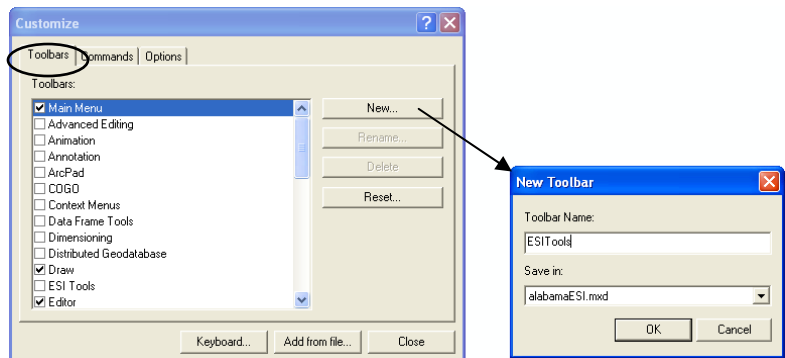 Customize
Toolbars Commands Options
Toolbars:
Main Menu
Advanced Editing
Animation
Annotation
ArcPad
COGO
Context Menus
Data Frame Tools
Dimensioning
Distributed Geodatabase
Draw
ESI Tools
Editor
New...
Rename...
Delete
Reset...
Keyboard... Add from file... Close
New Toolbar
Toolbar Name:
ESITools
Save in:
alabamaESI.mxd
OK Cancel